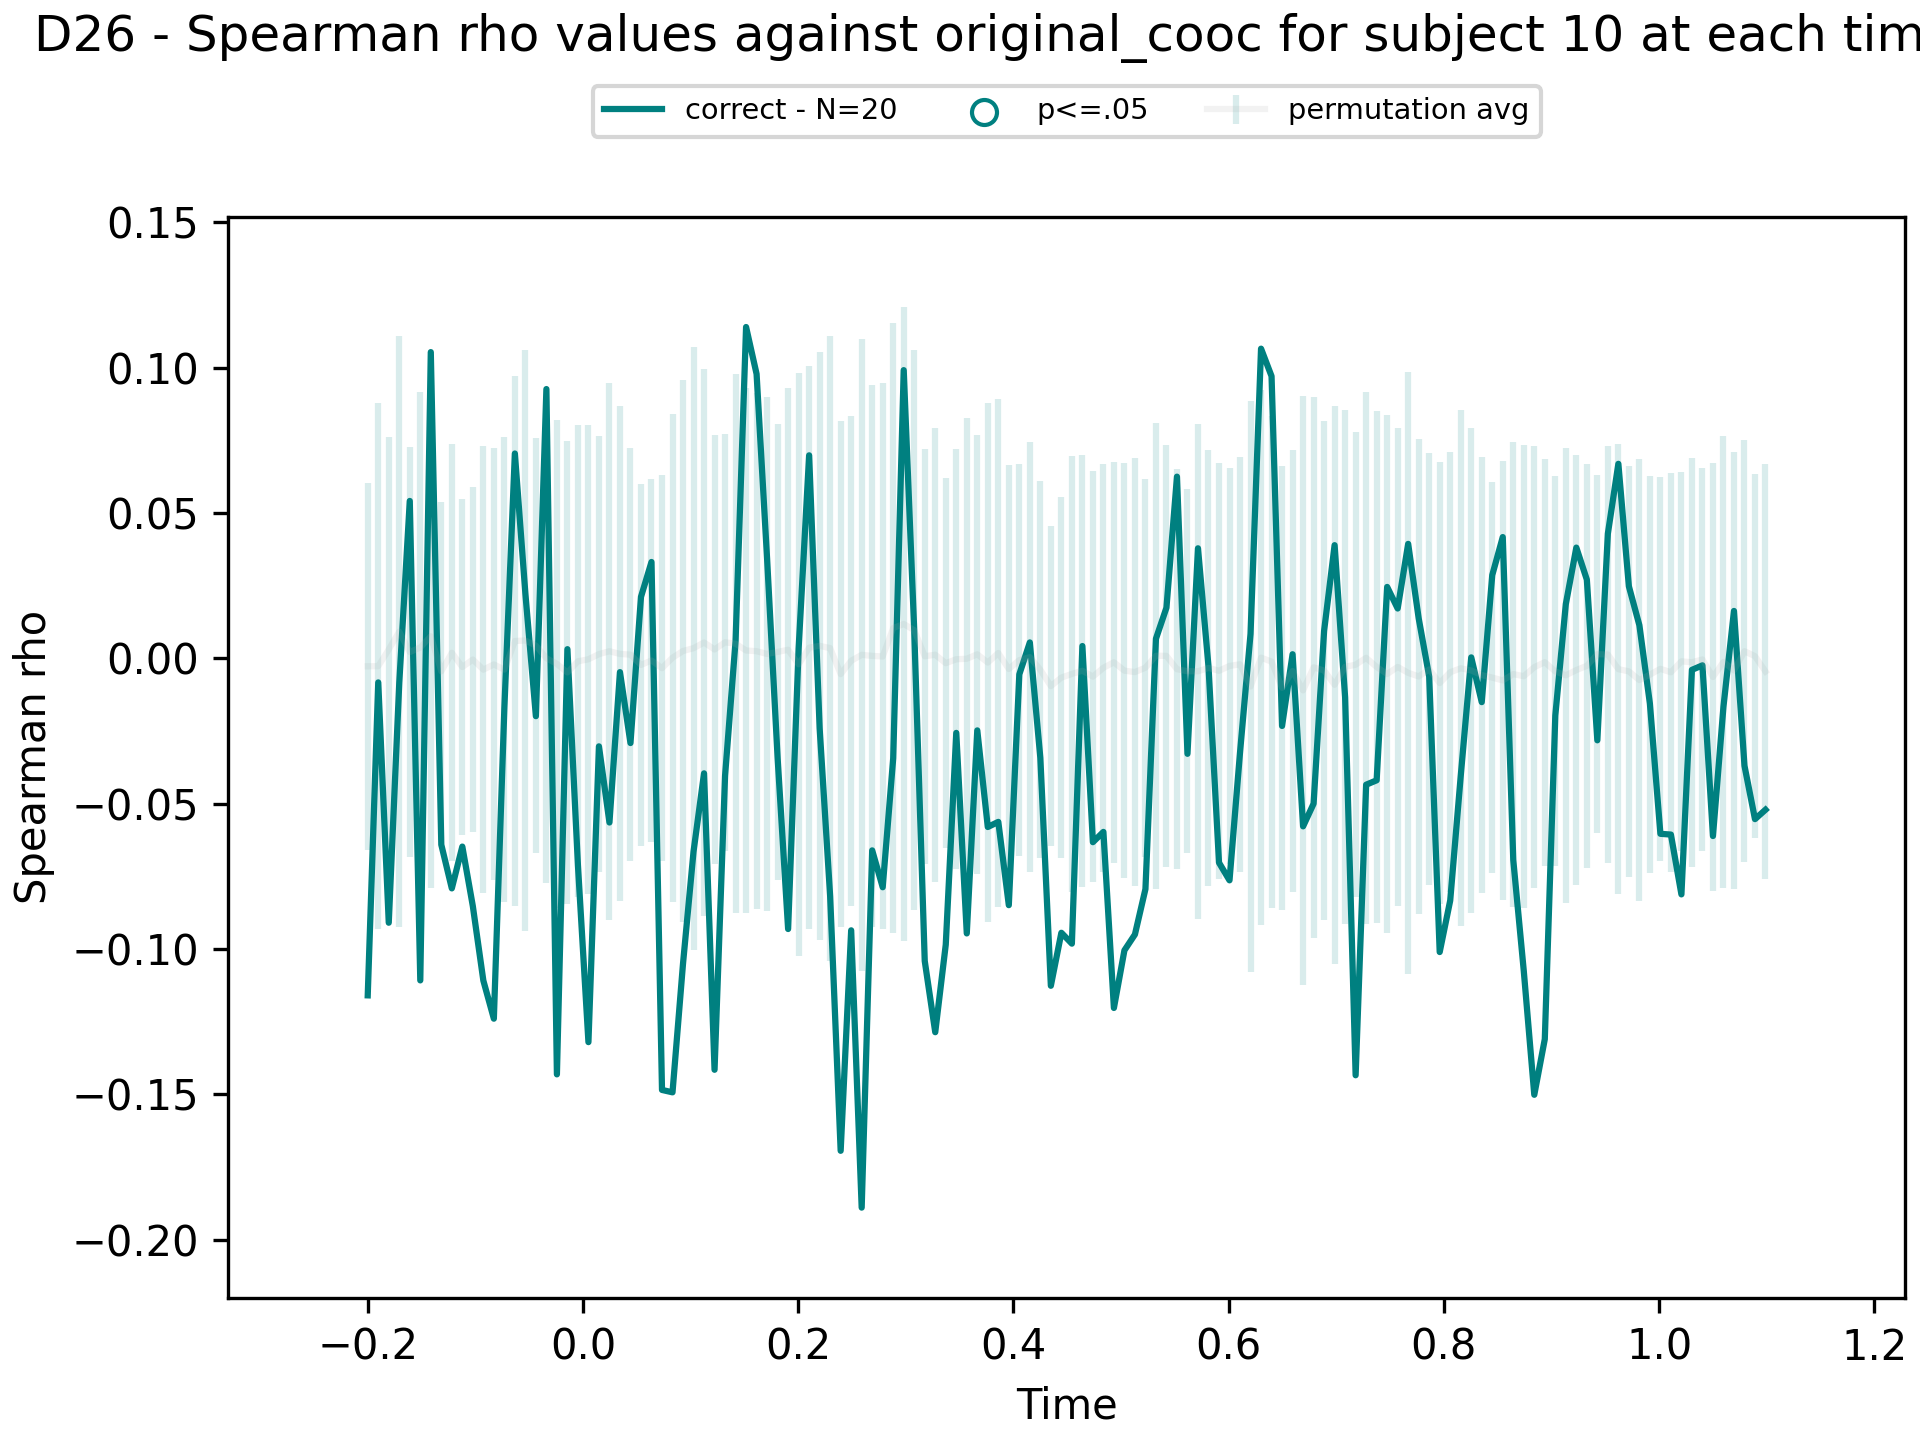 D26 - Spearman rho values against original_cooc for subject 10 at each tim
correct - N=20 p<=.05 permutation avg
0.15
0.10
0.05
0.00
−0.05
−0.10
−0.15
−0.20
Spearman rho
−0.2 0.0 0.2 0.4 0.6 0.8 1.0 1.2
Time